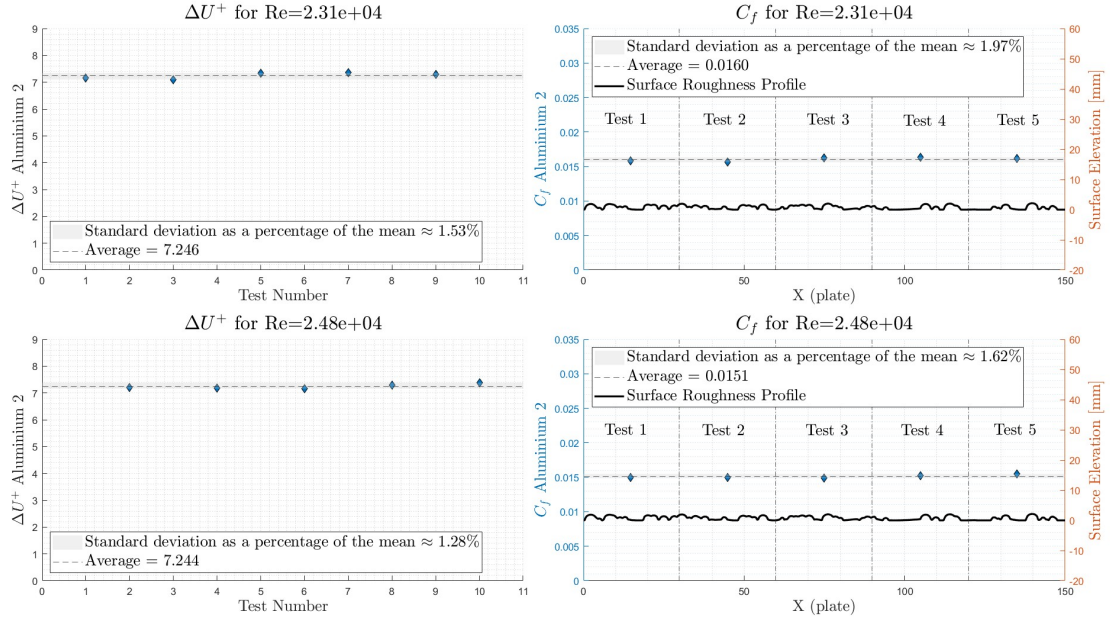 ΔU⁺ for Re=2.31e+04
9
8
7
6
5
4
3
2
1
0
ΔU⁺ Aluminium 2
Standard deviation as a percentage of the mean ≈ 1.53%
Average = 7.246
0 1 2 3 4 5 6 7 8 9 10 11
Test Number
C_f for Re=2.31e+04
0.035
0.03
0.025
0.02
0.015
0.01
0.005
0
C_f Aluminium 2
Standard deviation as a percentage of the mean ≈ 1.97%
Average = 0.0160
Surface Roughness Profile
Test 1 Test 2 Test 3 Test 4 Test 5
60
50
40
30
20
10
0
-10
-20
Surface Elevation [mm]
0 50 100 150
X (plate)
ΔU⁺ for Re=2.48e+04
9
8
7
6
5
4
3
2
1
0
ΔU⁺ Aluminium 2
Standard deviation as a percentage of the mean ≈ 1.28%
Average = 7.244
0 1 2 3 4 5 6 7 8 9 10 11
Test Number
C_f for Re=2.48e+04
0.035
0.03
0.025
0.02
0.015
0.01
0.005
0
C_f Aluminium 2
Standard deviation as a percentage of the mean ≈ 1.62%
Average = 0.0151
Surface Roughness Profile
Test 1 Test 2 Test 3 Test 4 Test 5
60
50
40
30
20
10
0
-10
-20
Surface Elevation [mm]
0 50 100 150
X (plate)